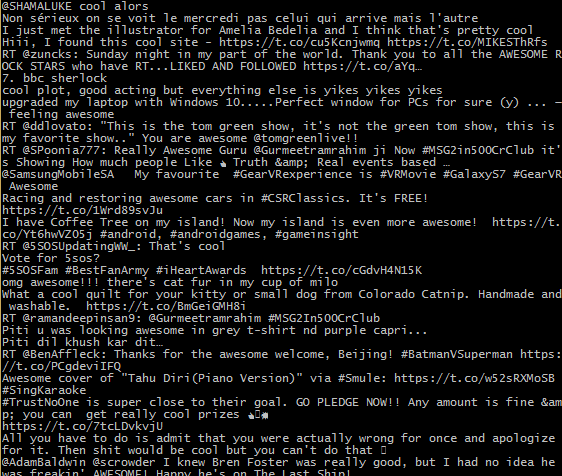 @SHAMALUKE cool alors
Non sérieux on se voit le mercredi pas celui qui arrive mais l'autre
I just met the illustrator for Amelia Bedelia and I think that's pretty cool
Hiii, I found this cool site - https://t.co/cu5Kcnjwmq https://t.co/MIKESThRfs
RT @zuncks: Sunday night in my part of the world. Thank you to all the AWESOME R
OCK STARS who have RT...LIKED AND FOLLOWED https://t.co/aYq…
7. bbc sherlock
cool plot, good acting but everything else is yikes yikes yikes
upgraded my laptop with Windows 10.....Perfect window for PCs for sure (y) ... —
 feeling awesome
RT @ddlovato: "This is the tom green show, it's not the green tom show, this is
my favorite show.." You are awesome @tomgreenlive!!
RT @SPoonia777: Really Awesome Guru @Gurmeetramrahim ji Now #MSG2in500CrClub it'
s Showing How much people Like Truth &amp; Real events based …
@SamsungMobileSA   My favourite  #GearVRexperience is #VRMovie #GalaxyS7 #GearVR
 Awesome
Racing and restoring awesome cars in #CSRClassics. It's FREE!
https://t.co/1Wrd89svJu
I have Coffee Tree on my island! Now my island is even more awesome!  https://t.
co/Yt6hwVZO5j #android, #androidgames, #gameinsight
RT @5SOSUpdatingWW_: That's cool
Vote for 5sos?
#5SOSFam #BestFanArmy #iHeartAwards  https://t.co/cGdvH4N15K
omg awesome!!! there's cat fur in my cup of milo
What a cool quilt for your kitty or small dog from Colorado Catnip. Handmade and
 washable.  https://t.co/BmGeiGMH8i
RT @ramandeepinsan9: @Gurmeetramrahim #MSG2In500CrClub
Piti u was looking awesome in grey t-shirt nd purple capri...
Piti dil khush kar dit…
RT @BenAffleck: Thanks for the awesome welcome, Beijing! #BatmanVSuperman https:
//t.co/PCgdeviIFQ
Awesome cover of "Tahu Diri(Piano Version)" via #Smule: https://t.co/w52sRXMoSB
#SingKaraoke
#TrustNoOne is super close to their goal. GO PLEDGE NOW!! Any amount is fine &am
p; you can  get really cool prizes
https://t.co/7tcLDvkvjU
All you have to do is admit that you were actually wrong for once and apologize
for it. Then shit would be cool but you can't do that
@AdamBaldwin @scrowder I knew Bren Foster was really good, but I had no idea he
was freakin' AWESOME! Happy he's on The Last Ship!